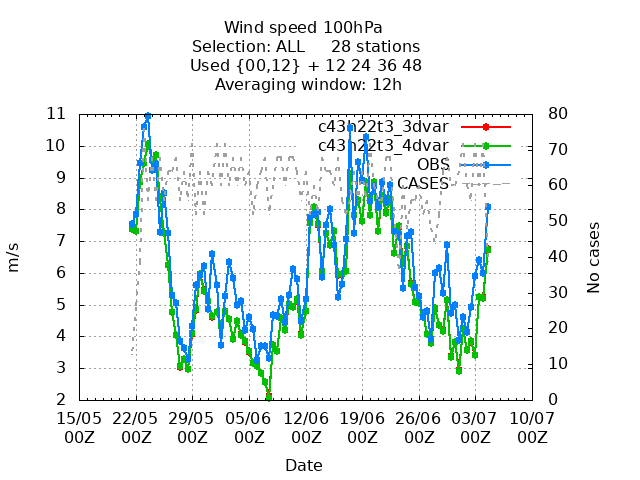 Wind speed 100hPa
Selection: ALL 28 stations
Used {00,12} + 12 24 36 48
Averaging window: 12h
c43h22t3_3dvar
c43h22t3_4dvar
OBS
CASES
11
10
9
8
7
6
5
4
3
2
m/s
80
70
60
50
40
30
20
10
0
No cases
15/05 22/05 29/05 05/06 12/06 19/06 26/06 03/07 10/07
00Z 00Z 00Z 00Z 00Z 00Z 00Z 00Z 00Z
Date